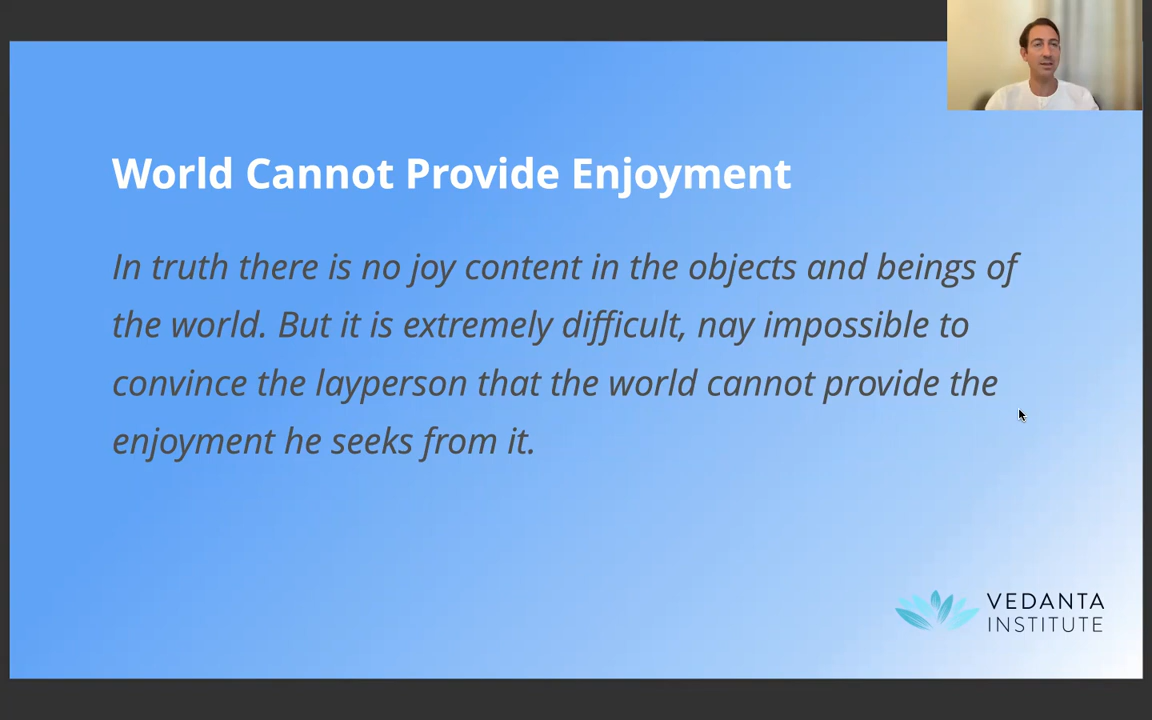 World Cannot Provide Enjoyment
In truth there is no joy content in the objects and beings of
the world. But it is extremely difficult, nay impossible to
convince the layperson that the world cannot provide the
enjoyment he seeks from it.
VEDANTA
INSTITUTE